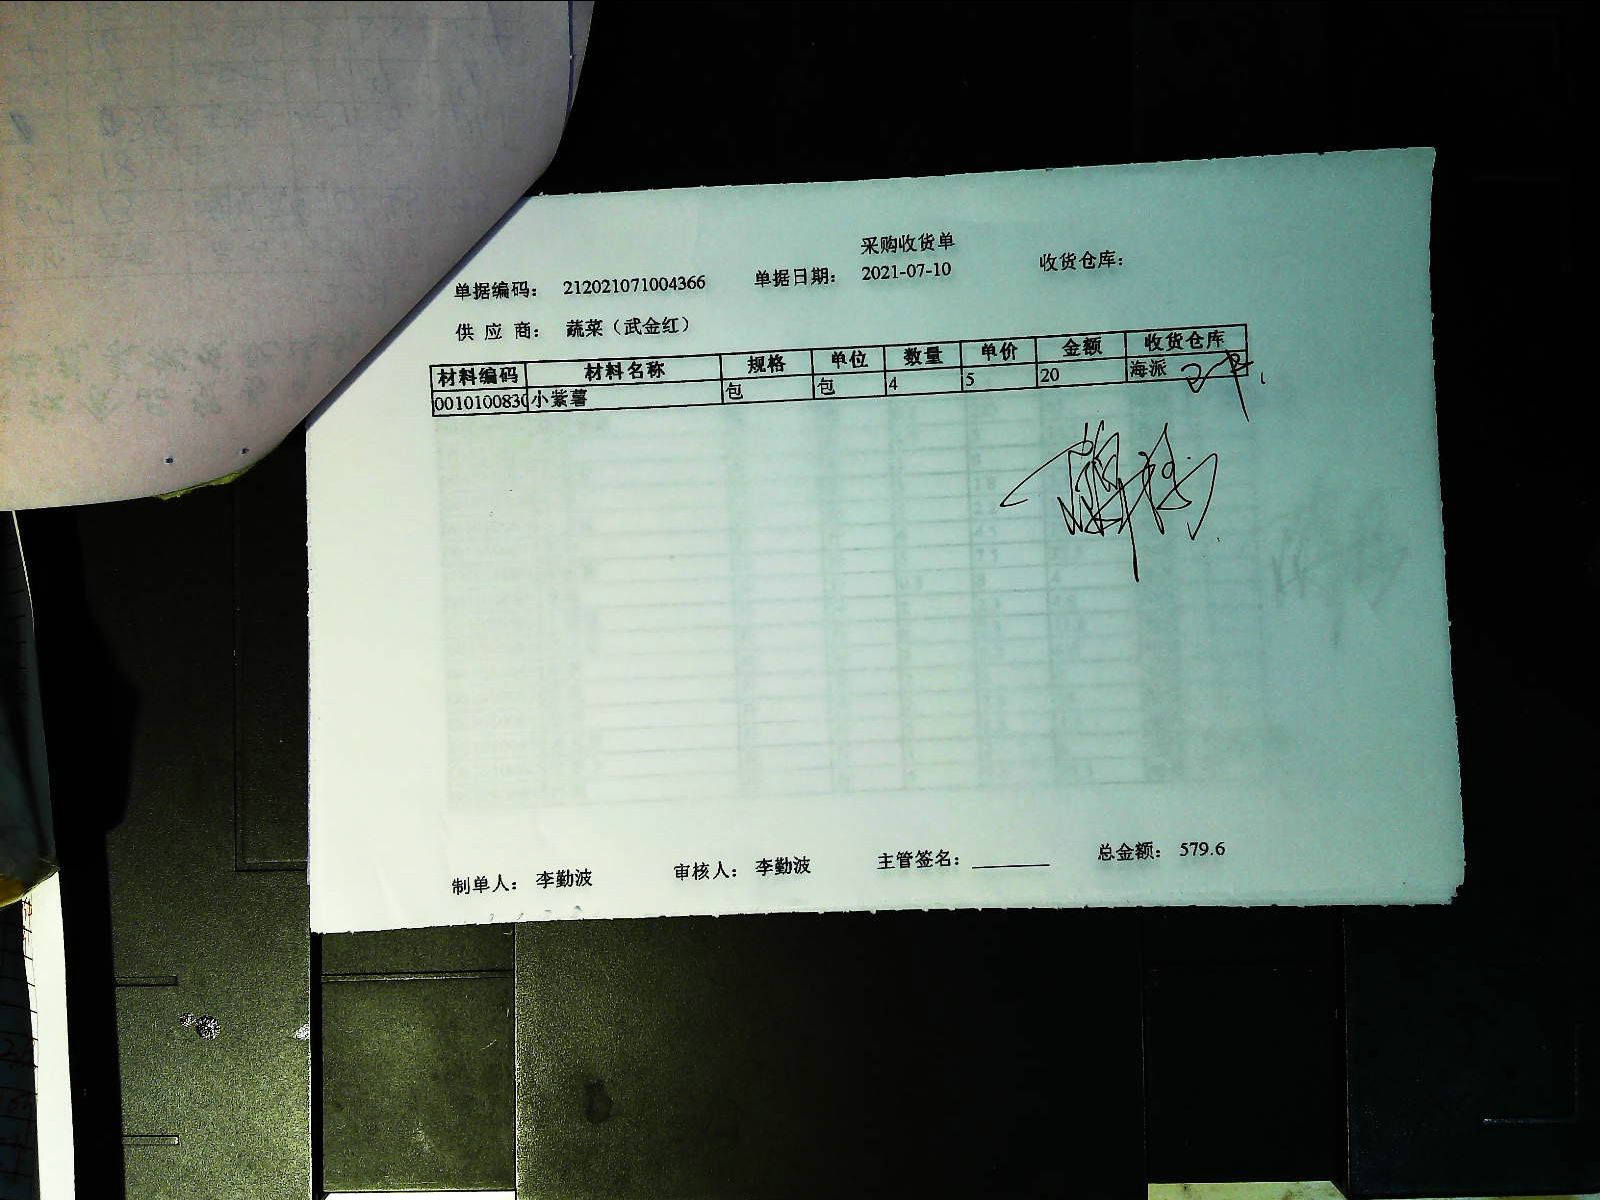 采购收货单
单据编码： 212021071004366 单据日期： 2021-07-10 收货仓库：
供 应 商： 蔬菜（武金红）
材料编码 材料名称 规格 单位 数量 单价 金额 收货仓库
0010100830 小紫薯 包 包 4 5 20 海派
制单人： 李勤波 审核人： 李勤波 主管签名： 总金额： 579.6